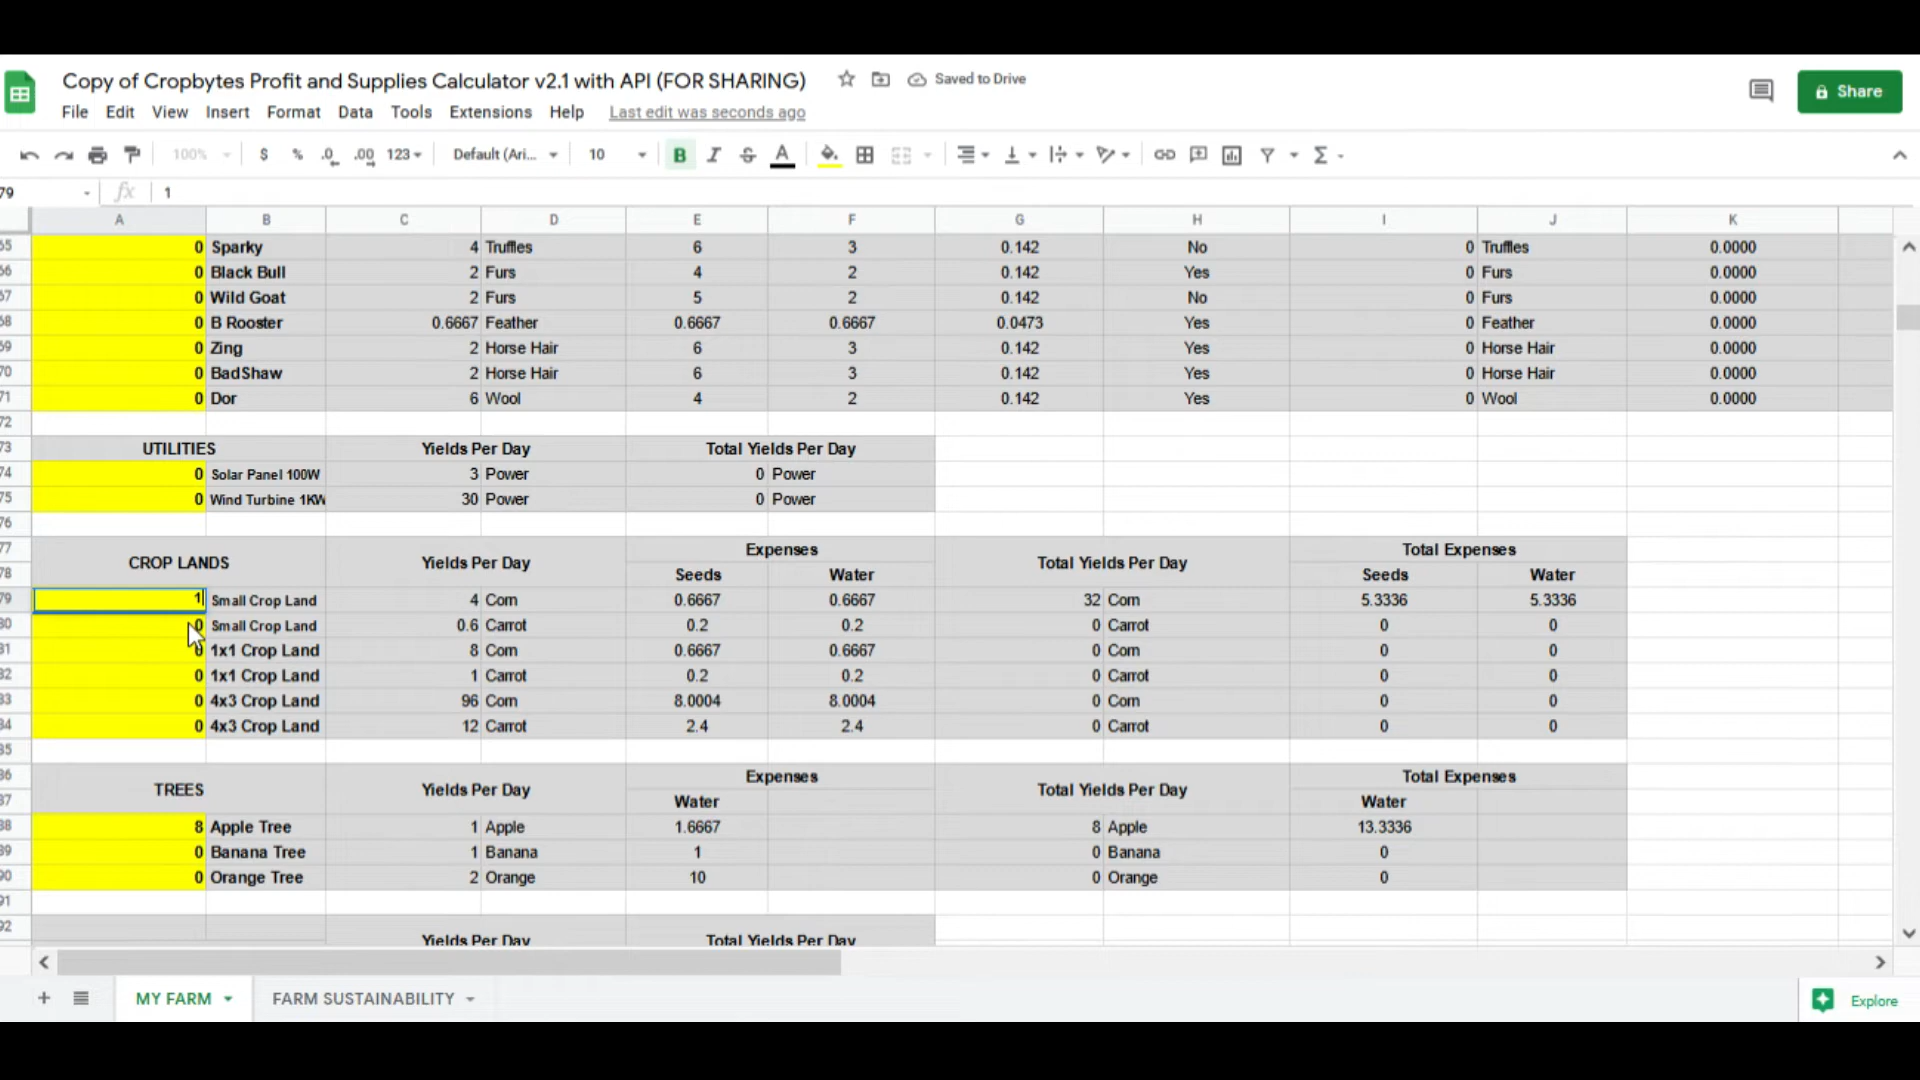 Copy of Cropbytes Profit and Supplies Calculator v2.1 with API (FOR SHARING) Saved to Drive
Share
File Edit View Insert Format Data Tools Extensions Help Last edit was seconds ago
100% $ % .0 .00 123 Default (Ari... 10 B I S A Σ
79 fx 1
A B C D E F G H I J K
65 0 Sparky 4 Truffles 6 3 0.142 No 0 Truffles 0.0000
66 0 Black Bull 2 Furs 4 2 0.142 Yes 0 Furs 0.0000
67 0 Wild Goat 2 Furs 5 2 0.142 No 0 Furs 0.0000
68 0 B Rooster 0.6667 Feather 0.6667 0.6667 0.0473 Yes 0 Feather 0.0000
69 0 Zing 2 Horse Hair 6 3 0.142 Yes 0 Horse Hair 0.0000
70 0 BadShaw 2 Horse Hair 6 3 0.142 Yes 0 Horse Hair 0.0000
71 0 Dor 6 Wool 4 2 0.142 Yes 0 Wool 0.0000
72
73 UTILITIES Yields Per Day Total Yields Per Day
74 0 Solar Panel 100W 3 Power 0 Power
75 0 Wind Turbine 1KW 30 Power 0 Power
76
77 CROP LANDS Yields Per Day Expenses Total Yields Per Day Total Expenses
78 Seeds Water Seeds Water
79 1 Small Crop Land 4 Corn 0.6667 0.6667 32 Corn 5.3336 5.3336
80 0 Small Crop Land 0.6 Carrot 0.2 0.2 0 Carrot 0 0
81 0 1x1 Crop Land 8 Corn 0.6667 0.6667 0 Corn 0 0
82 0 1x1 Crop Land 1 Carrot 0.2 0.2 0 Carrot 0 0
83 0 4x3 Crop Land 96 Corn 8.0004 8.0004 0 Corn 0 0
84 0 4x3 Crop Land 12 Carrot 2.4 2.4 0 Carrot 0 0
85
86 TREES Yields Per Day Expenses Total Yields Per Day Total Expenses
87 Water Water
88 8 Apple Tree 1 Apple 1.6667 8 Apple 13.3336
89 0 Banana Tree 1 Banana 1 0 Banana 0
90 0 Orange Tree 2 Orange 10 0 Orange 0
91
92 Yields Per Day Total Yields Per Day
MY FARM FARM SUSTAINABILITY Explore